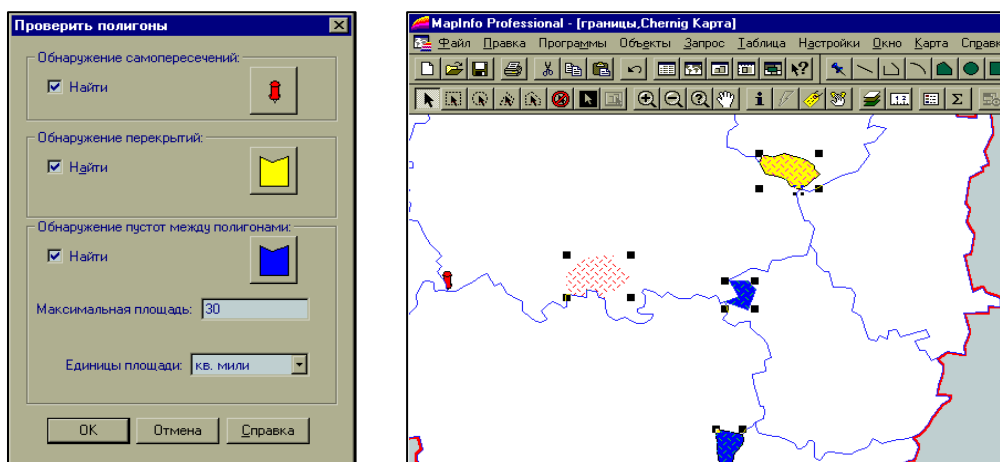 Проверить полигоны
Обнаружение самопересечений:
Найти
Обнаружение перекрытий:
Найти
Обнаружение пустот между полигонами:
Найти
Максимальная площадь: 30
Единицы площади: кв. мили
ОК Отмена Справка
MapInfo Professional - [границы,Chernig Карта]
Файл Правка Программы Объекты Запрос Таблица Настройки Окно Карта Справк